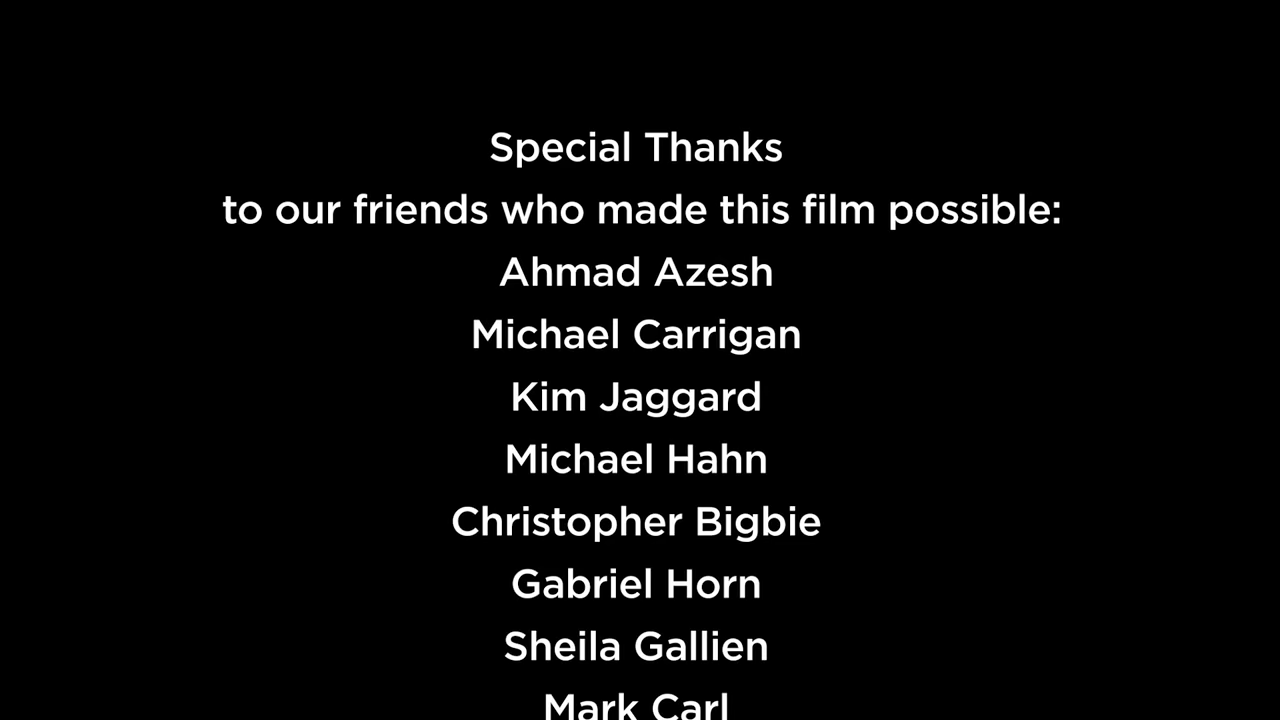 Special Thanks
to our friends who made this film possible:
Ahmad Azesh
Michael Carrigan
Kim Jaggard
Michael Hahn
Christopher Bigbie
Gabriel Horn
Sheila Gallien
Mark Carl